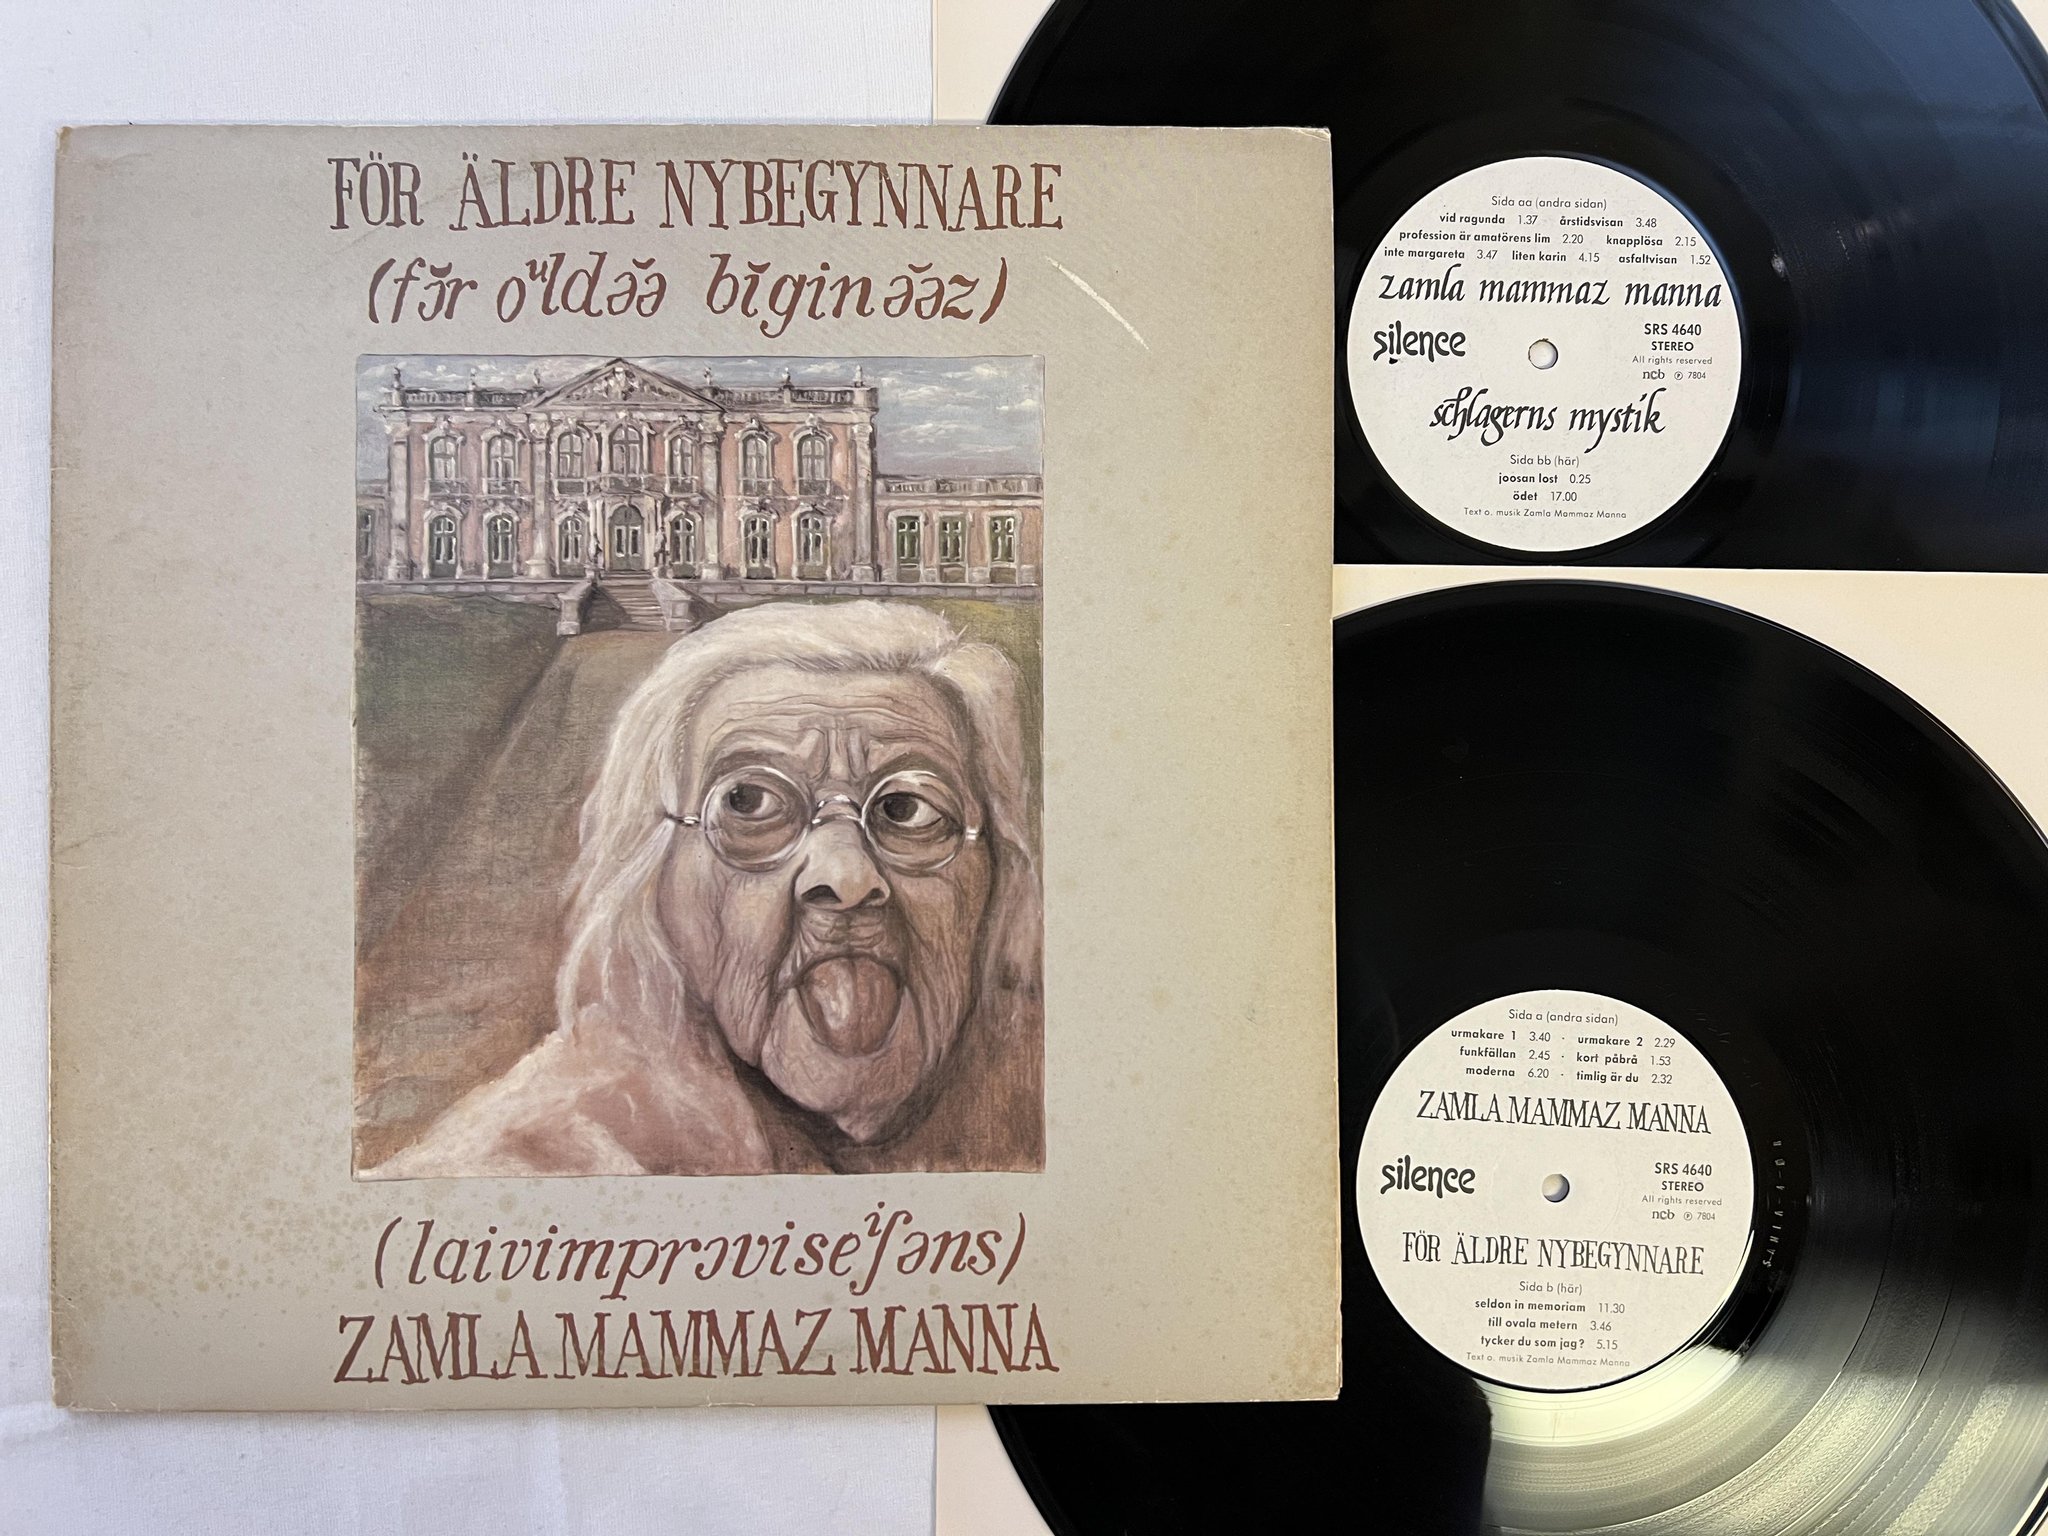 FÖR ÄLDRE NYBEGYNNARE
(fɔ̆r oᵘldə̆ə̆ bĭginə̆ə̆z)
(laivimprɔviseⁱʃəns)
ZAMLA MAMMAZ MANNA
Sida aa (andra sidan)
vid ragunda 1.37 årstidsvisan 3.48
profession är amatörens lim 2.20 knapplösa 2.15
inte margareta 3.47 liten karin 4.15 asfaltvisan 1.52
zamla mammaz manna
silence
SRS 4640
STEREO
All rights reserved
ncb ℗ 7804
schlagerns mystik
Sida bb (här)
joosan lost 0.25
ödet 17.00
Text o. musik Zamla Mammaz Manna
Sida a (andra sidan)
urmakare 1 3.40 · urmakare 2 2.29
funkfällan 2.45 · kort påbrå 1.53
moderna 6.20 · timlig är du 2.32
ZAMLA MAMMAZ MANNA
silence
SRS 4640
STEREO
All rights reserved
ncb ℗ 7804
FÖR ÄLDRE NYBEGYNNARE
Sida b (här)
seldon in memoriam 11.30
till ovala metern 3.46
tycker du som jag? 5.15
Text o. musik Zamla Mammaz Manna